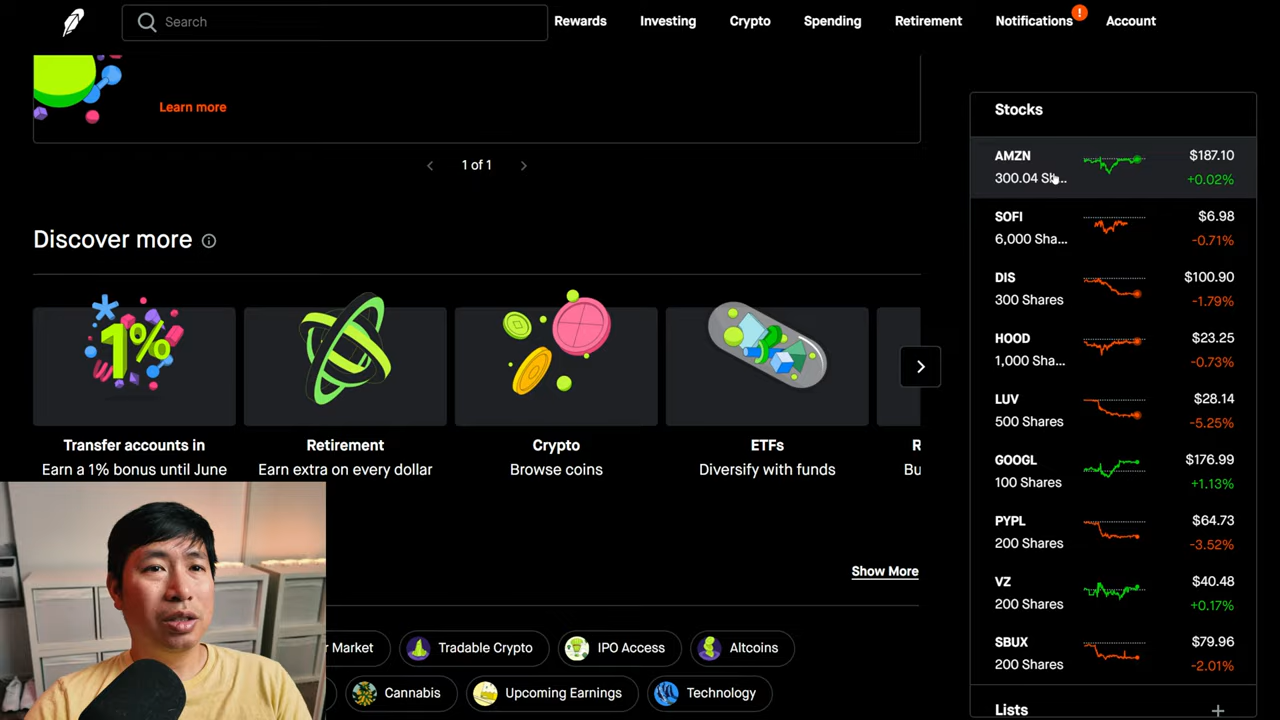 Search
Rewards
Investing
Crypto
Spending
Retirement
Notifications
!
Account
Learn more
1 of 1
Discover more
1%
Transfer accounts in
Earn a 1% bonus until June
Retirement
Earn extra on every dollar
Crypto
Browse coins
ETFs
Diversify with funds
R
Bu
Show More
Market
Tradable Crypto
IPO Access
Altcoins
Cannabis
Upcoming Earnings
Technology
Stocks
AMZN
$187.10
300.04 Sh...
+0.02%
SOFI
$6.98
6,000 Sha...
-0.71%
DIS
$100.90
300 Shares
-1.79%
HOOD
$23.25
1,000 Sha...
-0.73%
LUV
$28.14
500 Shares
-5.25%
GOOGL
$176.99
100 Shares
+1.13%
PYPL
$64.73
200 Shares
-3.52%
VZ
$40.48
200 Shares
+0.17%
SBUX
$79.96
200 Shares
-2.01%
Lists
+